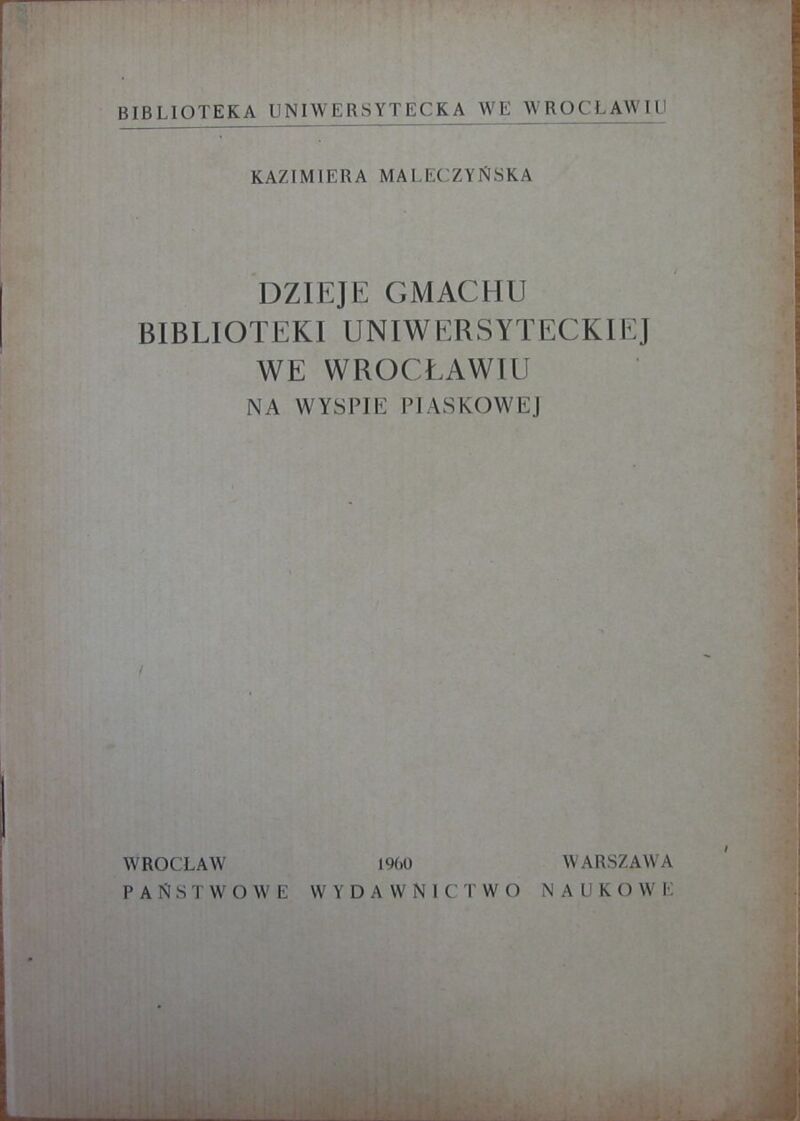 BIBLIOTEKA UNIWERSYTECKA WE WROCŁAWIU
KAZIMIERA MALECZYŃSKA
DZIEJE GMACHU
BIBLIOTEKI UNIWERSYTECKIEJ
WE WROCŁAWIU
NA WYSPIE PIASKOWEJ
WROCŁAW 1960 WARSZAWA
PAŃSTWOWE WYDAWNICTWO NAUKOWE